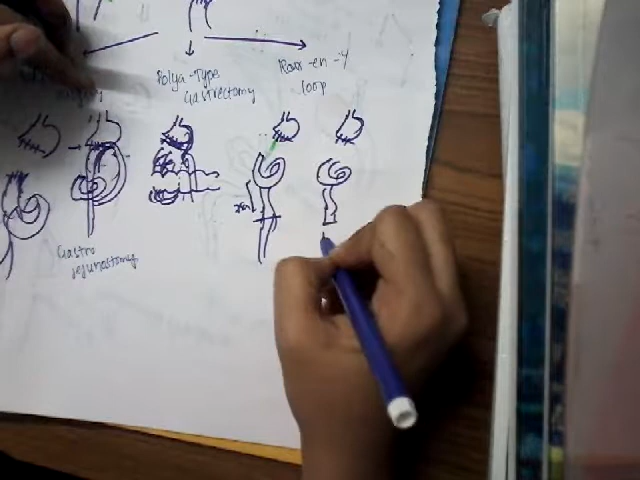 Polya-Type
Gastrectomy
Roux-en-Y
loop
Gastro
Jejunostomy